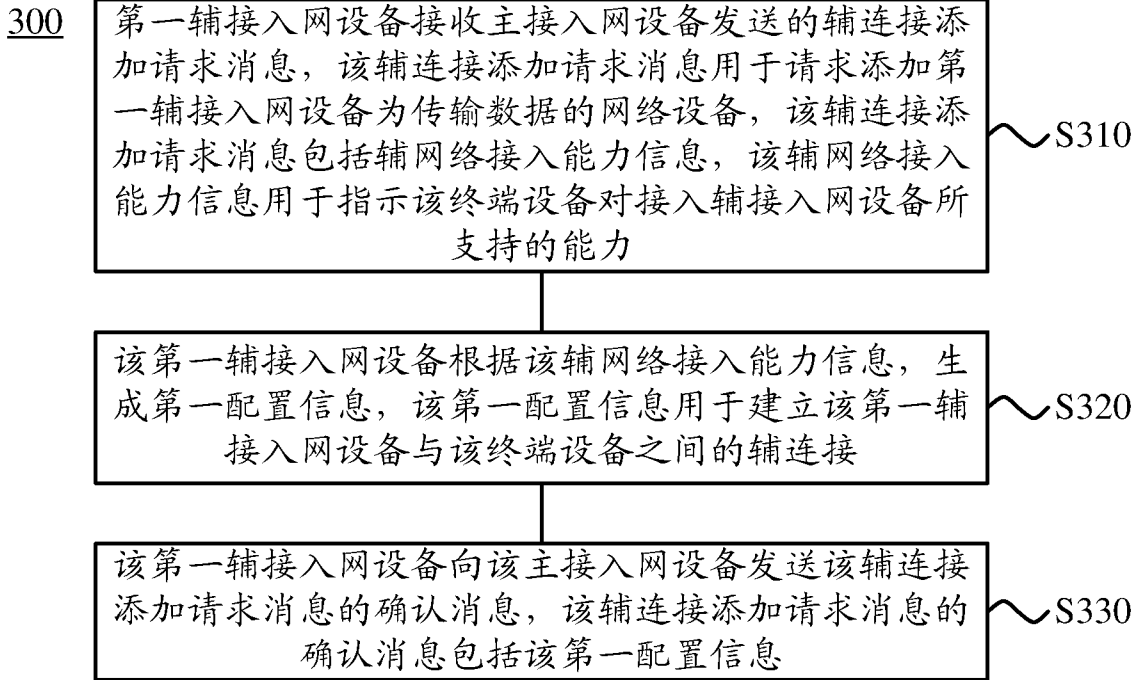 300
第一辅接入网设备接收主接入网设备发送的辅连接添
加请求消息，该辅连接添加请求消息用于请求添加第
一辅接入网设备为传输数据的网络设备，该辅连接添
加请求消息包括辅网络接入能力信息，该辅网络接入
能力信息用于指示该终端设备对接入辅接入网设备所
支持的能力
S310
该第一辅接入网设备根据该辅网络接入能力信息，生
成第一配置信息，该第一配置信息用于建立该第一辅
接入网设备与该终端设备之间的辅连接
S320
该第一辅接入网设备向该主接入网设备发送该辅连接
添加请求消息的确认消息，该辅连接添加请求消息的
确认消息包括该第一配置信息
S330